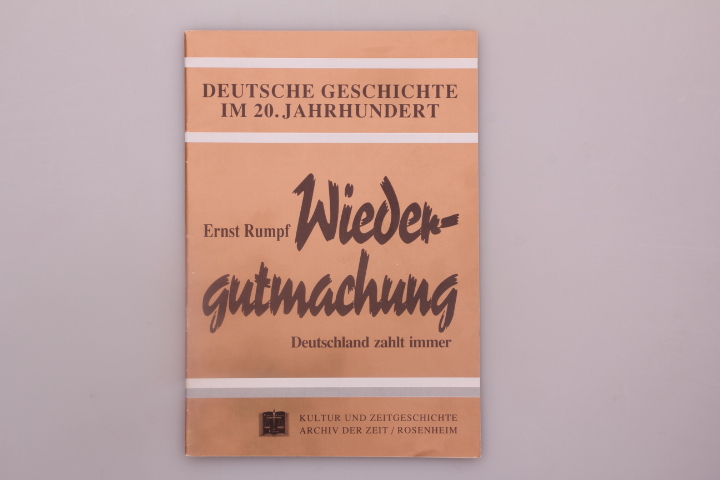 DEUTSCHE GESCHICHTE
IM 20. JAHRHUNDERT
Ernst Rumpf Wieder-
gutmachung
Deutschland zahlt immer
KULTUR UND ZEITGESCHICHTE
ARCHIV DER ZEIT / ROSENHEIM